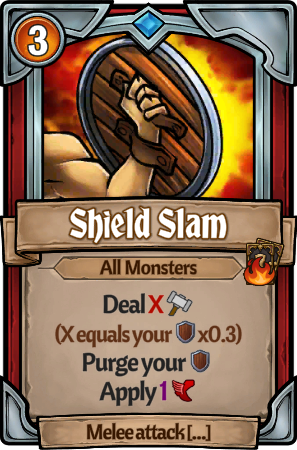 3
Shield Slam
All Monsters
Deal X
(X equals your x0.3)
Purge your
Apply 1
Melee attack [...]